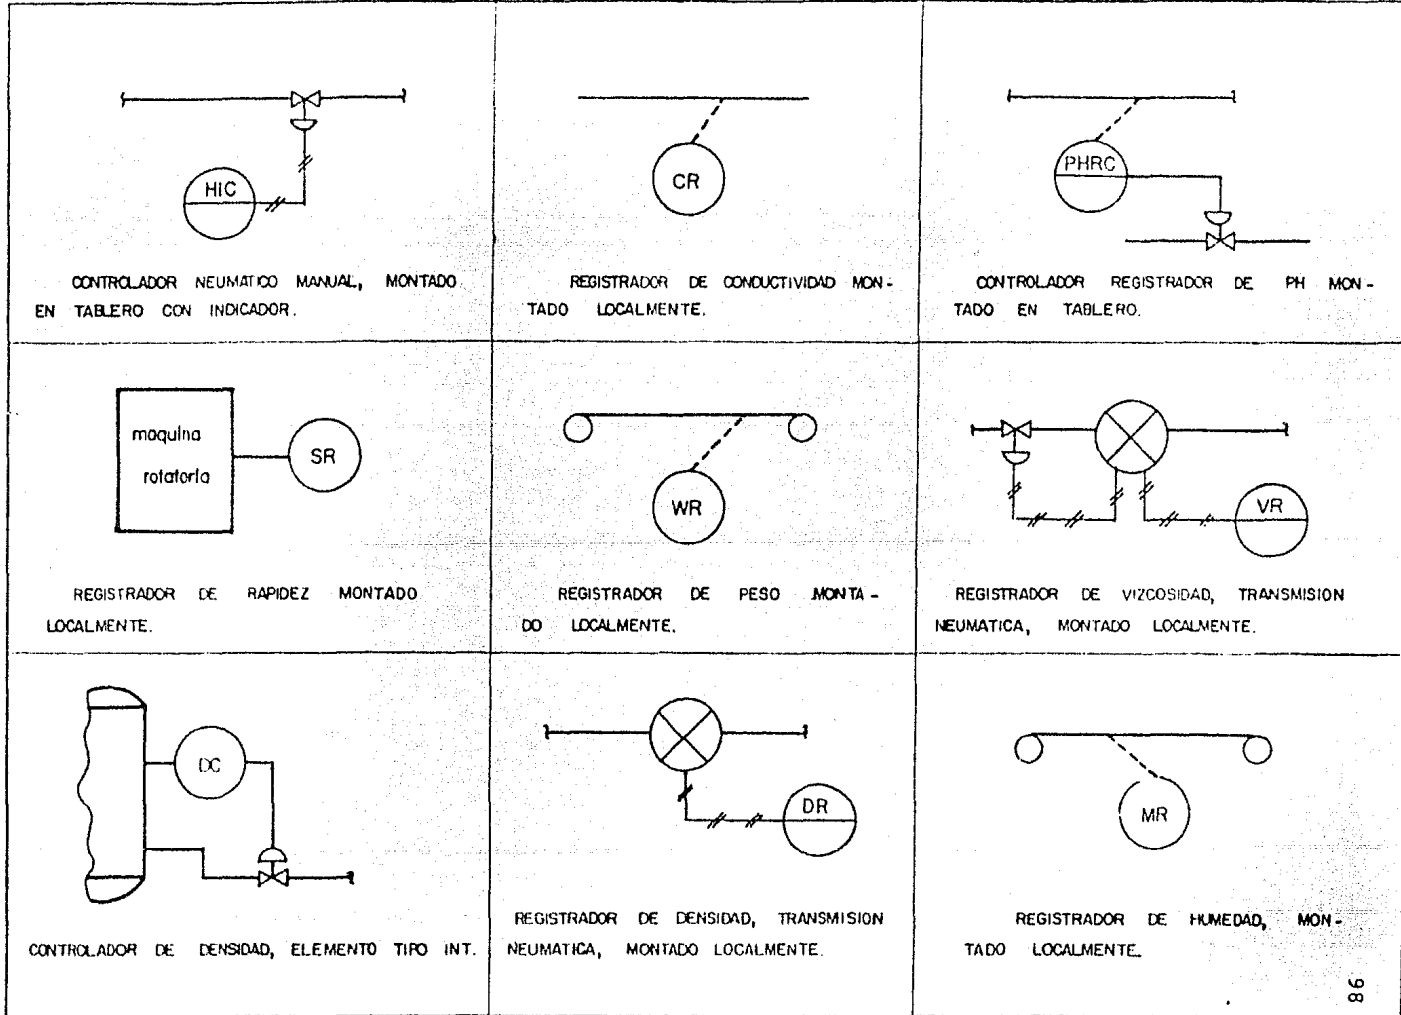 HIC
CONTROLADOR NEUMATICO MANUAL, MONTADO
EN TABLERO CON INDICADOR.
CR
REGISTRADOR DE CONDUCTIVIDAD MON-
TADO LOCALMENTE.
PHRC
CONTROLADOR REGISTRADOR DE PH MON-
TADO EN TABLERO.
maquina
rotatoria
SR
REGISTRADOR DE RAPIDEZ MONTADO
LOCALMENTE.
WR
REGISTRADOR DE PESO MONTA-
DO LOCALMENTE.
VR
REGISTRADOR DE VIZCOSIDAD, TRANSMISION
NEUMATICA, MONTADO LOCALMENTE.
DC
CONTROLADOR DE DENSIDAD, ELEMENTO TIPO INT.
DR
REGISTRADOR DE DENSIDAD, TRANSMISION
NEUMATICA, MONTADO LOCALMENTE.
MR
REGISTRADOR DE HUMEDAD, MON-
TADO LOCALMENTE.
98